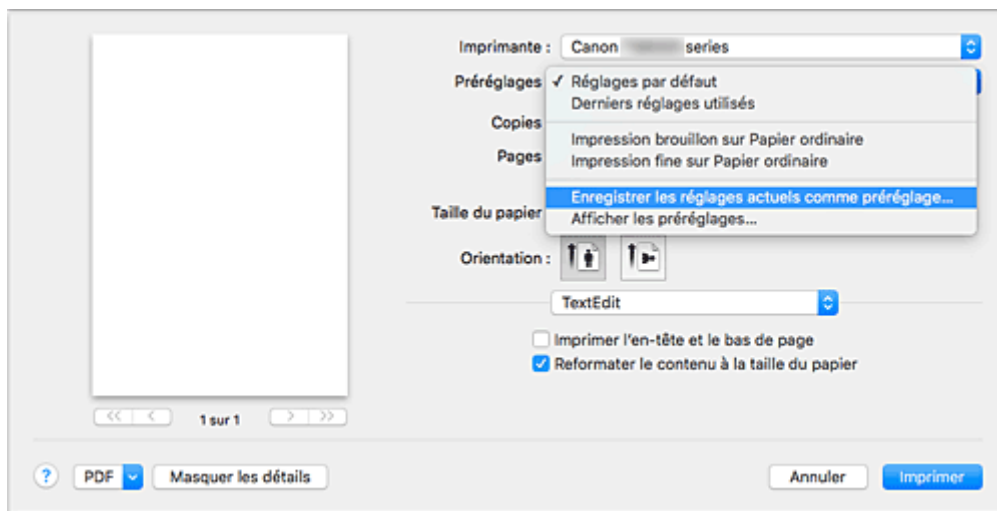 Imprimante : Canon series
Préréglages ✓ Réglages par défaut
Derniers réglages utilisés
Copies
Impression brouillon sur Papier ordinaire
Pages
Impression fine sur Papier ordinaire
Enregistrer les réglages actuels comme préréglage...
Taille du papier
Afficher les préréglages...
Orientation :
TextEdit
Imprimer l'en-tête et le bas de page
Reformater le contenu à la taille du papier
<< < 1 sur 1 > >>
? PDF Masquer les détails Annuler Imprimer